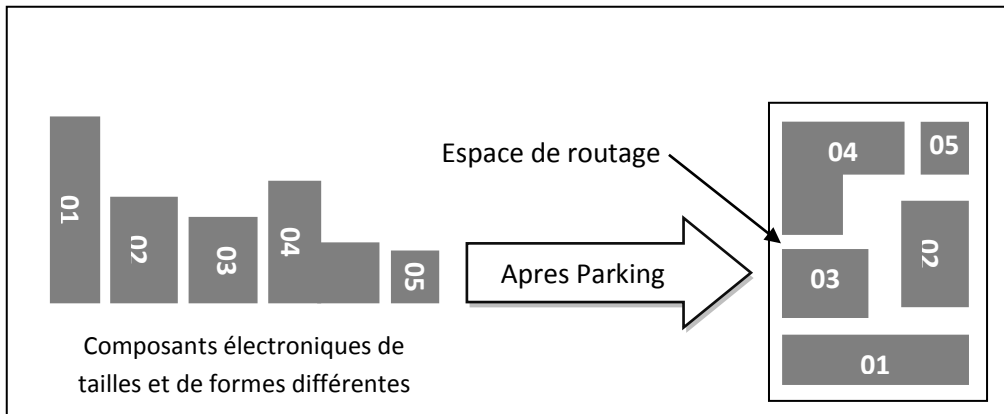 01
02
03
04
05
Composants électroniques de
tailles et de formes différentes
Espace de routage
Apres Parking
04
05
03
02
01